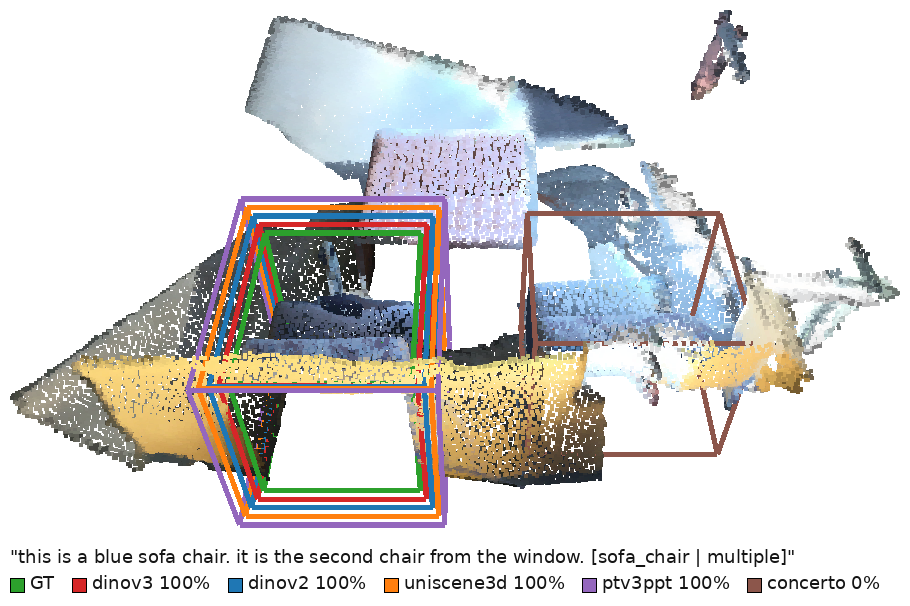 "this is a blue sofa chair. it is the second chair from the window. [sofa_chair | multiple]"
GT dinov3 100% dinov2 100% uniscene3d 100% ptv3ppt 100% concerto 0%